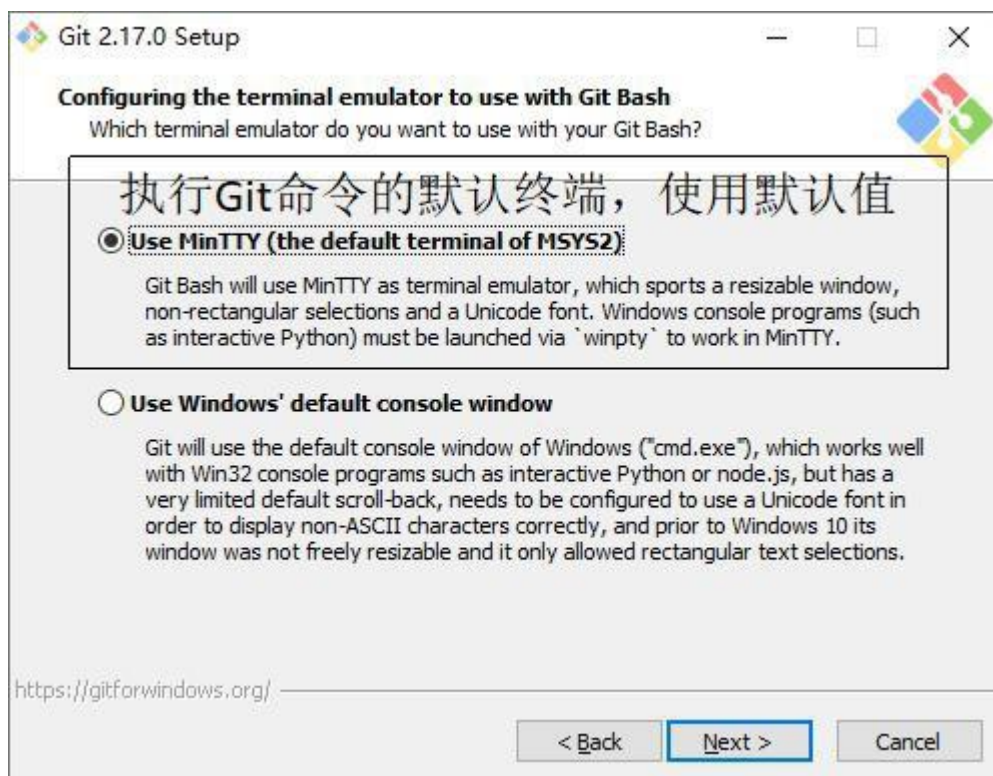 Git 2.17.0 Setup
Configuring the terminal emulator to use with Git Bash
Which terminal emulator do you want to use with your Git Bash?
执行Git命令的默认终端，使用默认值
Use MinTTY (the default terminal of MSYS2)
Git Bash will use MinTTY as terminal emulator, which sports a resizable window,
non-rectangular selections and a Unicode font. Windows console programs (such
as interactive Python) must be launched via `winpty` to work in MinTTY.
Use Windows' default console window
Git will use the default console window of Windows ("cmd.exe"), which works well
with Win32 console programs such as interactive Python or node.js, but has a
very limited default scroll-back, needs to be configured to use a Unicode font in
order to display non-ASCII characters correctly, and prior to Windows 10 its
window was not freely resizable and it only allowed rectangular text selections.
https://gitforwindows.org/
< Back
Next >
Cancel